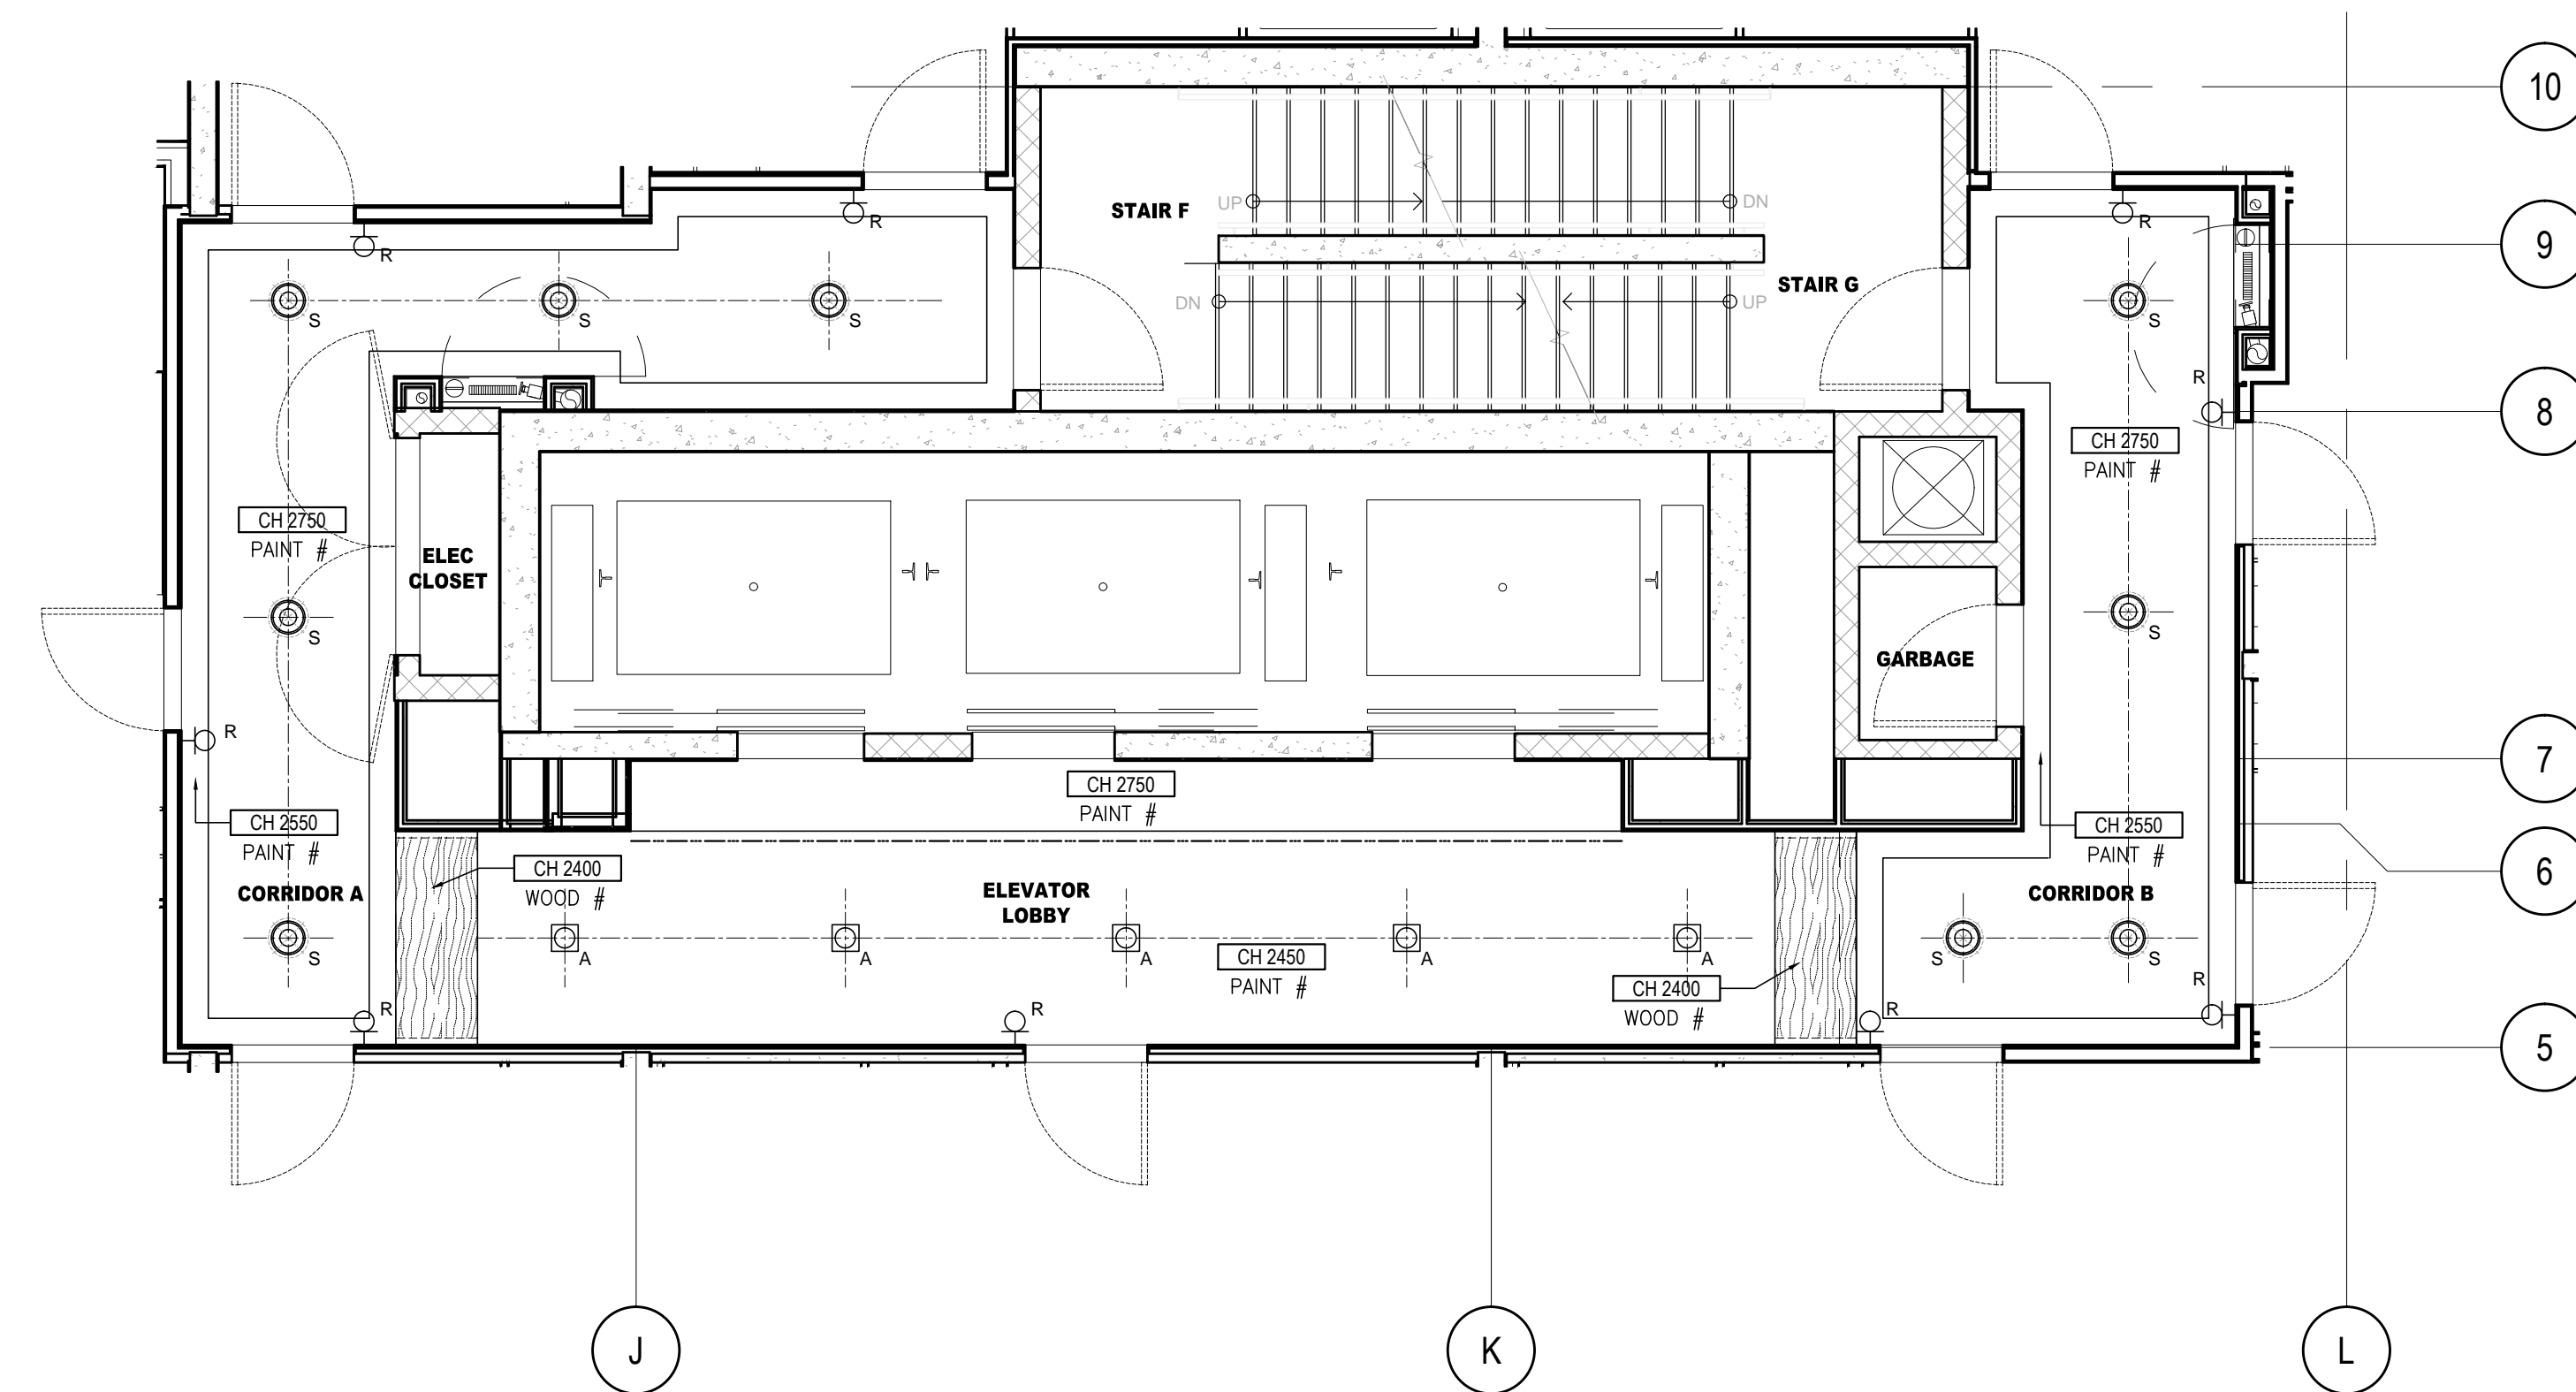 10
STAIR F
UP
DN
R
R
R
9
STAIR G
DN
UP
S
S
S
S
R
8
CH 2750
PAINT #
CH 2750
PAINT #
ELEC
CLOSET
S
S
GARBAGE
R
7
CH 2750
PAINT #
CH 2550
PAINT #
CH 2550
PAINT #
CH 2400
WOOD #
6
CORRIDOR A
ELEVATOR
LOBBY
CORRIDOR B
S
A
A
A
A
A
S
S
CH 2450
PAINT #
CH 2400
WOOD #
R
R
R
R
5
J
K
L